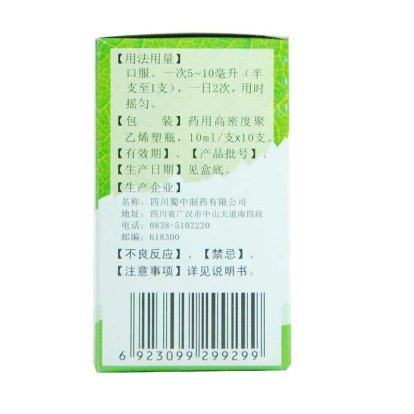 【用法用量】
口服。一次5~10毫升（半
支至1支），一日2次，用时
摇匀。
【包　装】药用高密度聚
乙烯塑瓶，10ml/支x10支。
【有效期】、【产品批号】、
【生产日期】见盒底。
【生产企业】
名称：四川蜀中制药有限公司
地址：四川省广汉市中山大道南四段
电话：0838-5102220
邮编：618300
【不良反应】、【禁忌】、
【注意事项】详见说明书。
6 923099 299299